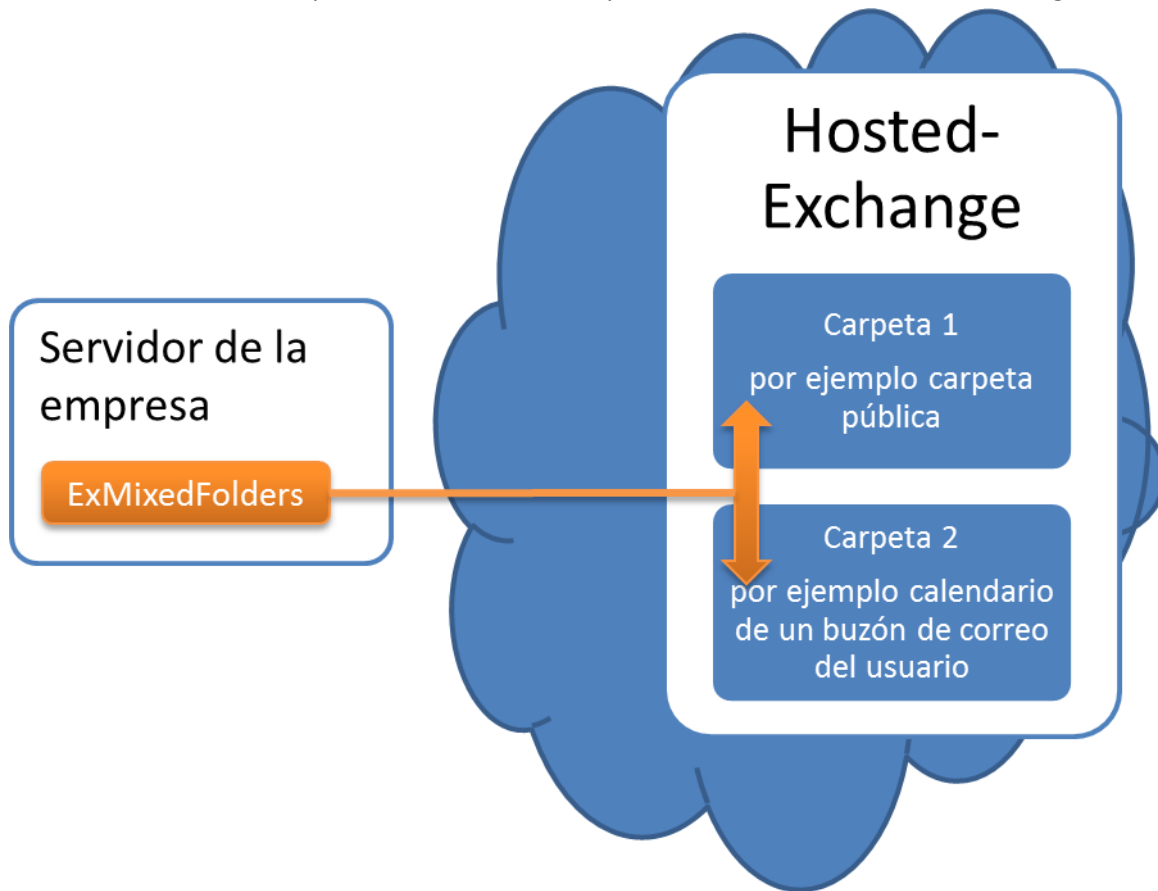 Hosted-
Exchange
Carpeta 1
por ejemplo carpeta
pública
Servidor de la
empresa
ExMixedFolders
Carpeta 2
por ejemplo calendario
de un buzón de correo
del usuario